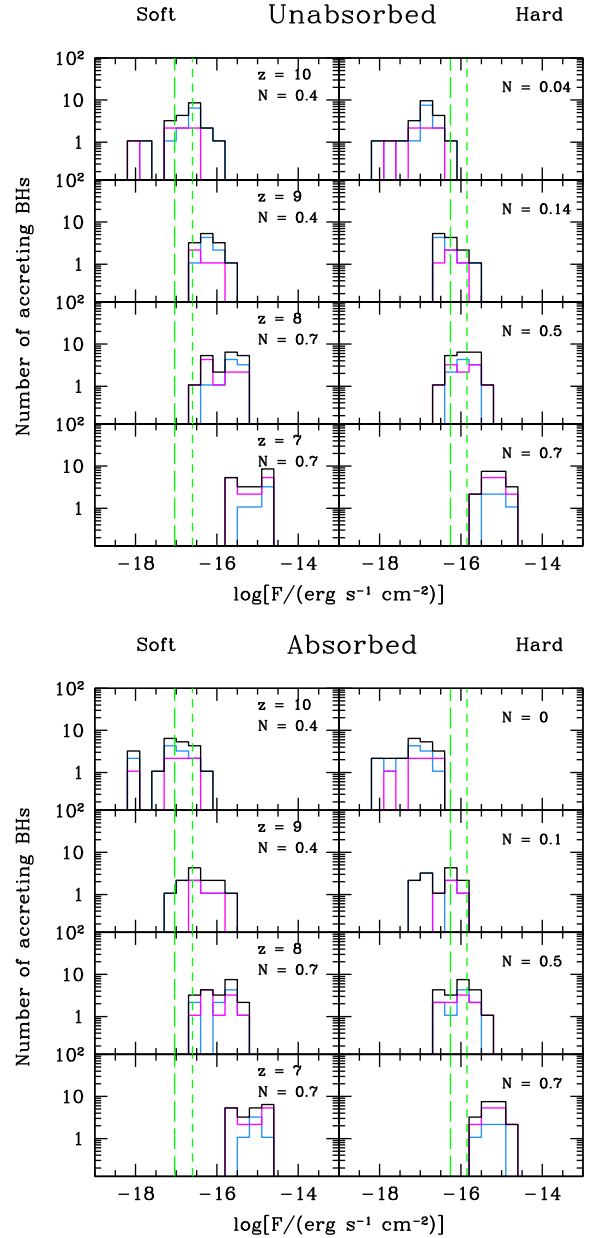 Soft Unabsorbed Hard
10² z = 10 N = 0.4 N = 0.04
10
1
10² z = 9 N = 0.4 N = 0.14
10
1
10² z = 8 N = 0.7 N = 0.5
10
1
10² z = 7 N = 0.7 N = 0.7
10
1
Number of accreting BHs
−18 −16 −14 −18 −16 −14
log[F/(erg s⁻¹ cm⁻²)] log[F/(erg s⁻¹ cm⁻²)]
Soft Absorbed Hard
10² z = 10 N = 0.4 N = 0
10
1
10² z = 9 N = 0.4 N = 0.1
10
1
10² z = 8 N = 0.7 N = 0.5
10
1
10² z = 7 N = 0.7 N = 0.7
10
1
Number of accreting BHs
−18 −16 −14 −18 −16 −14
log[F/(erg s⁻¹ cm⁻²)]